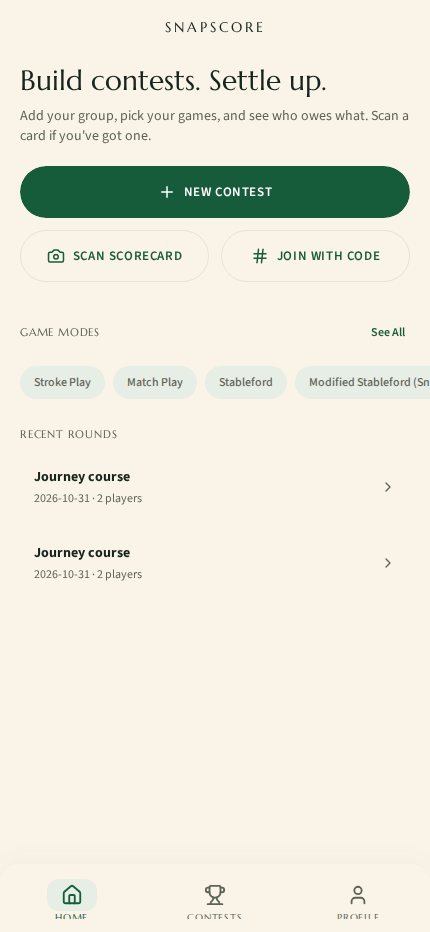 SNAPSCORE
Build contests. Settle up.
Add your group, pick your games, and see who owes what. Scan a
card if you've got one.
NEW CONTEST
SCAN SCORECARD
JOIN WITH CODE
GAME MODES
See All
Stroke Play
Match Play
Stableford
Modified Stableford (Sn
RECENT ROUNDS
Journey course
2026-10-31 · 2 players
Journey course
2026-10-31 · 2 players
HOME
CONTESTS
PROFILE